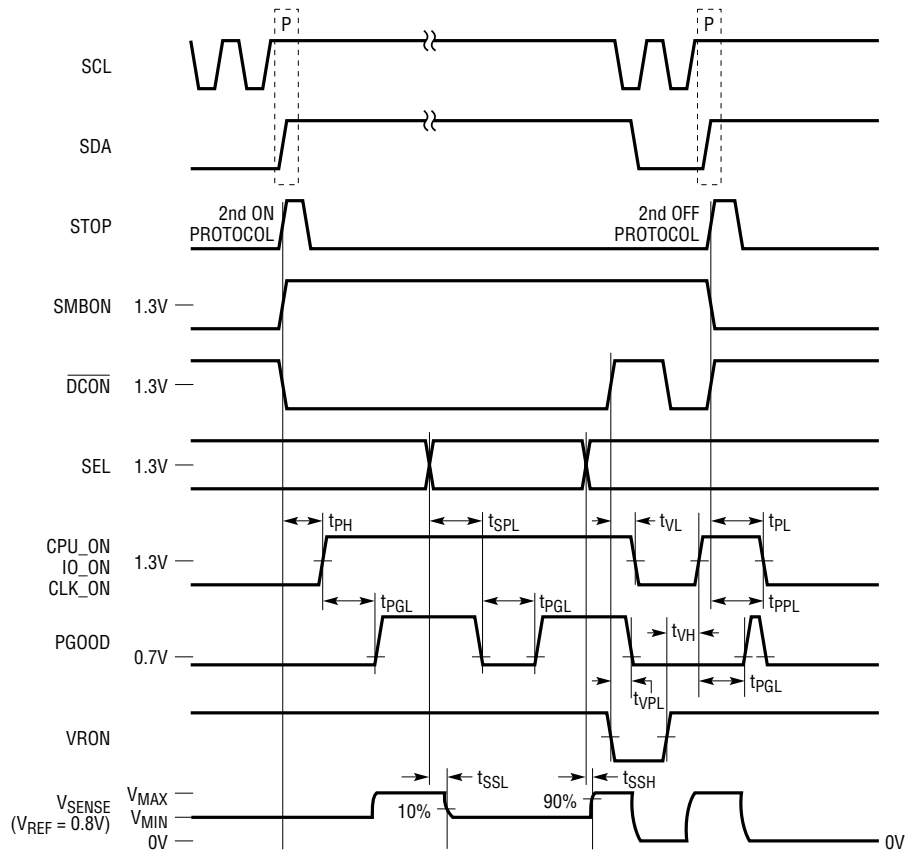 P P
SCL
SDA
STOP
2nd ON
PROTOCOL
2nd OFF
PROTOCOL
SMBON 1.3V
DCON 1.3V
SEL 1.3V
tPH tSPL tVL tPL
CPU_ON
IO_ON
CLK_ON
1.3V
tPGL tPGL tPPL
PGOOD 0.7V
tVH
tPGL
tVPL
VRON
tSSL tSSH
VSENSE
(VREF = 0.8V)
VMAX
VMIN
0V
10% 90%
0V